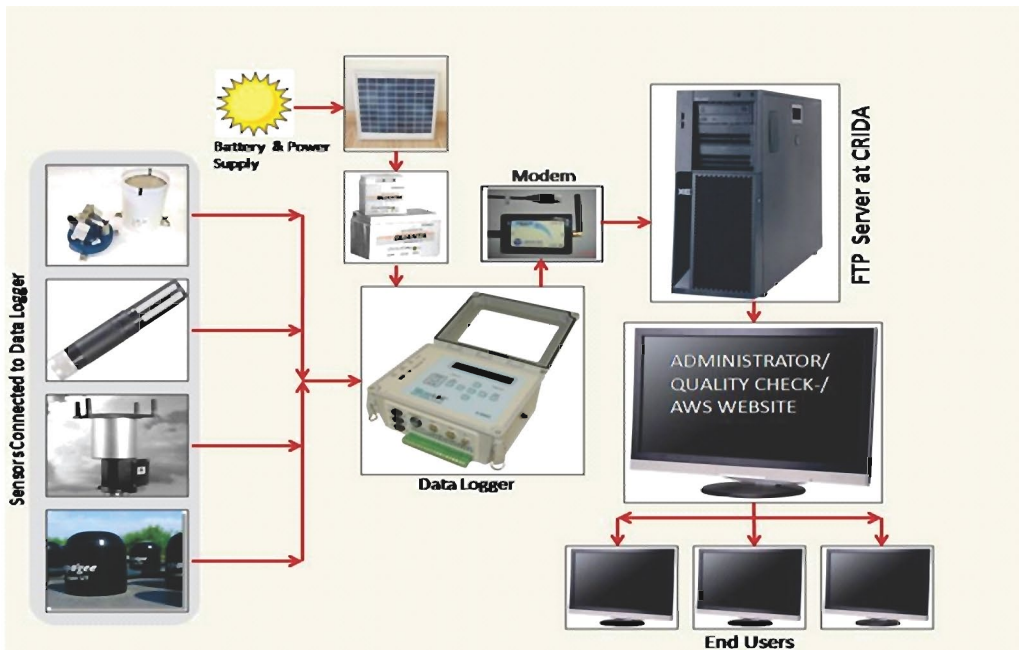 Battery & Power
Supply
Modem
FTP Server at CRIDA
Sensors Connected to Data Logger
ADMINISTRATOR/
QUALITY CHECK-/
AWS WEBSITE
Data Logger
End Users